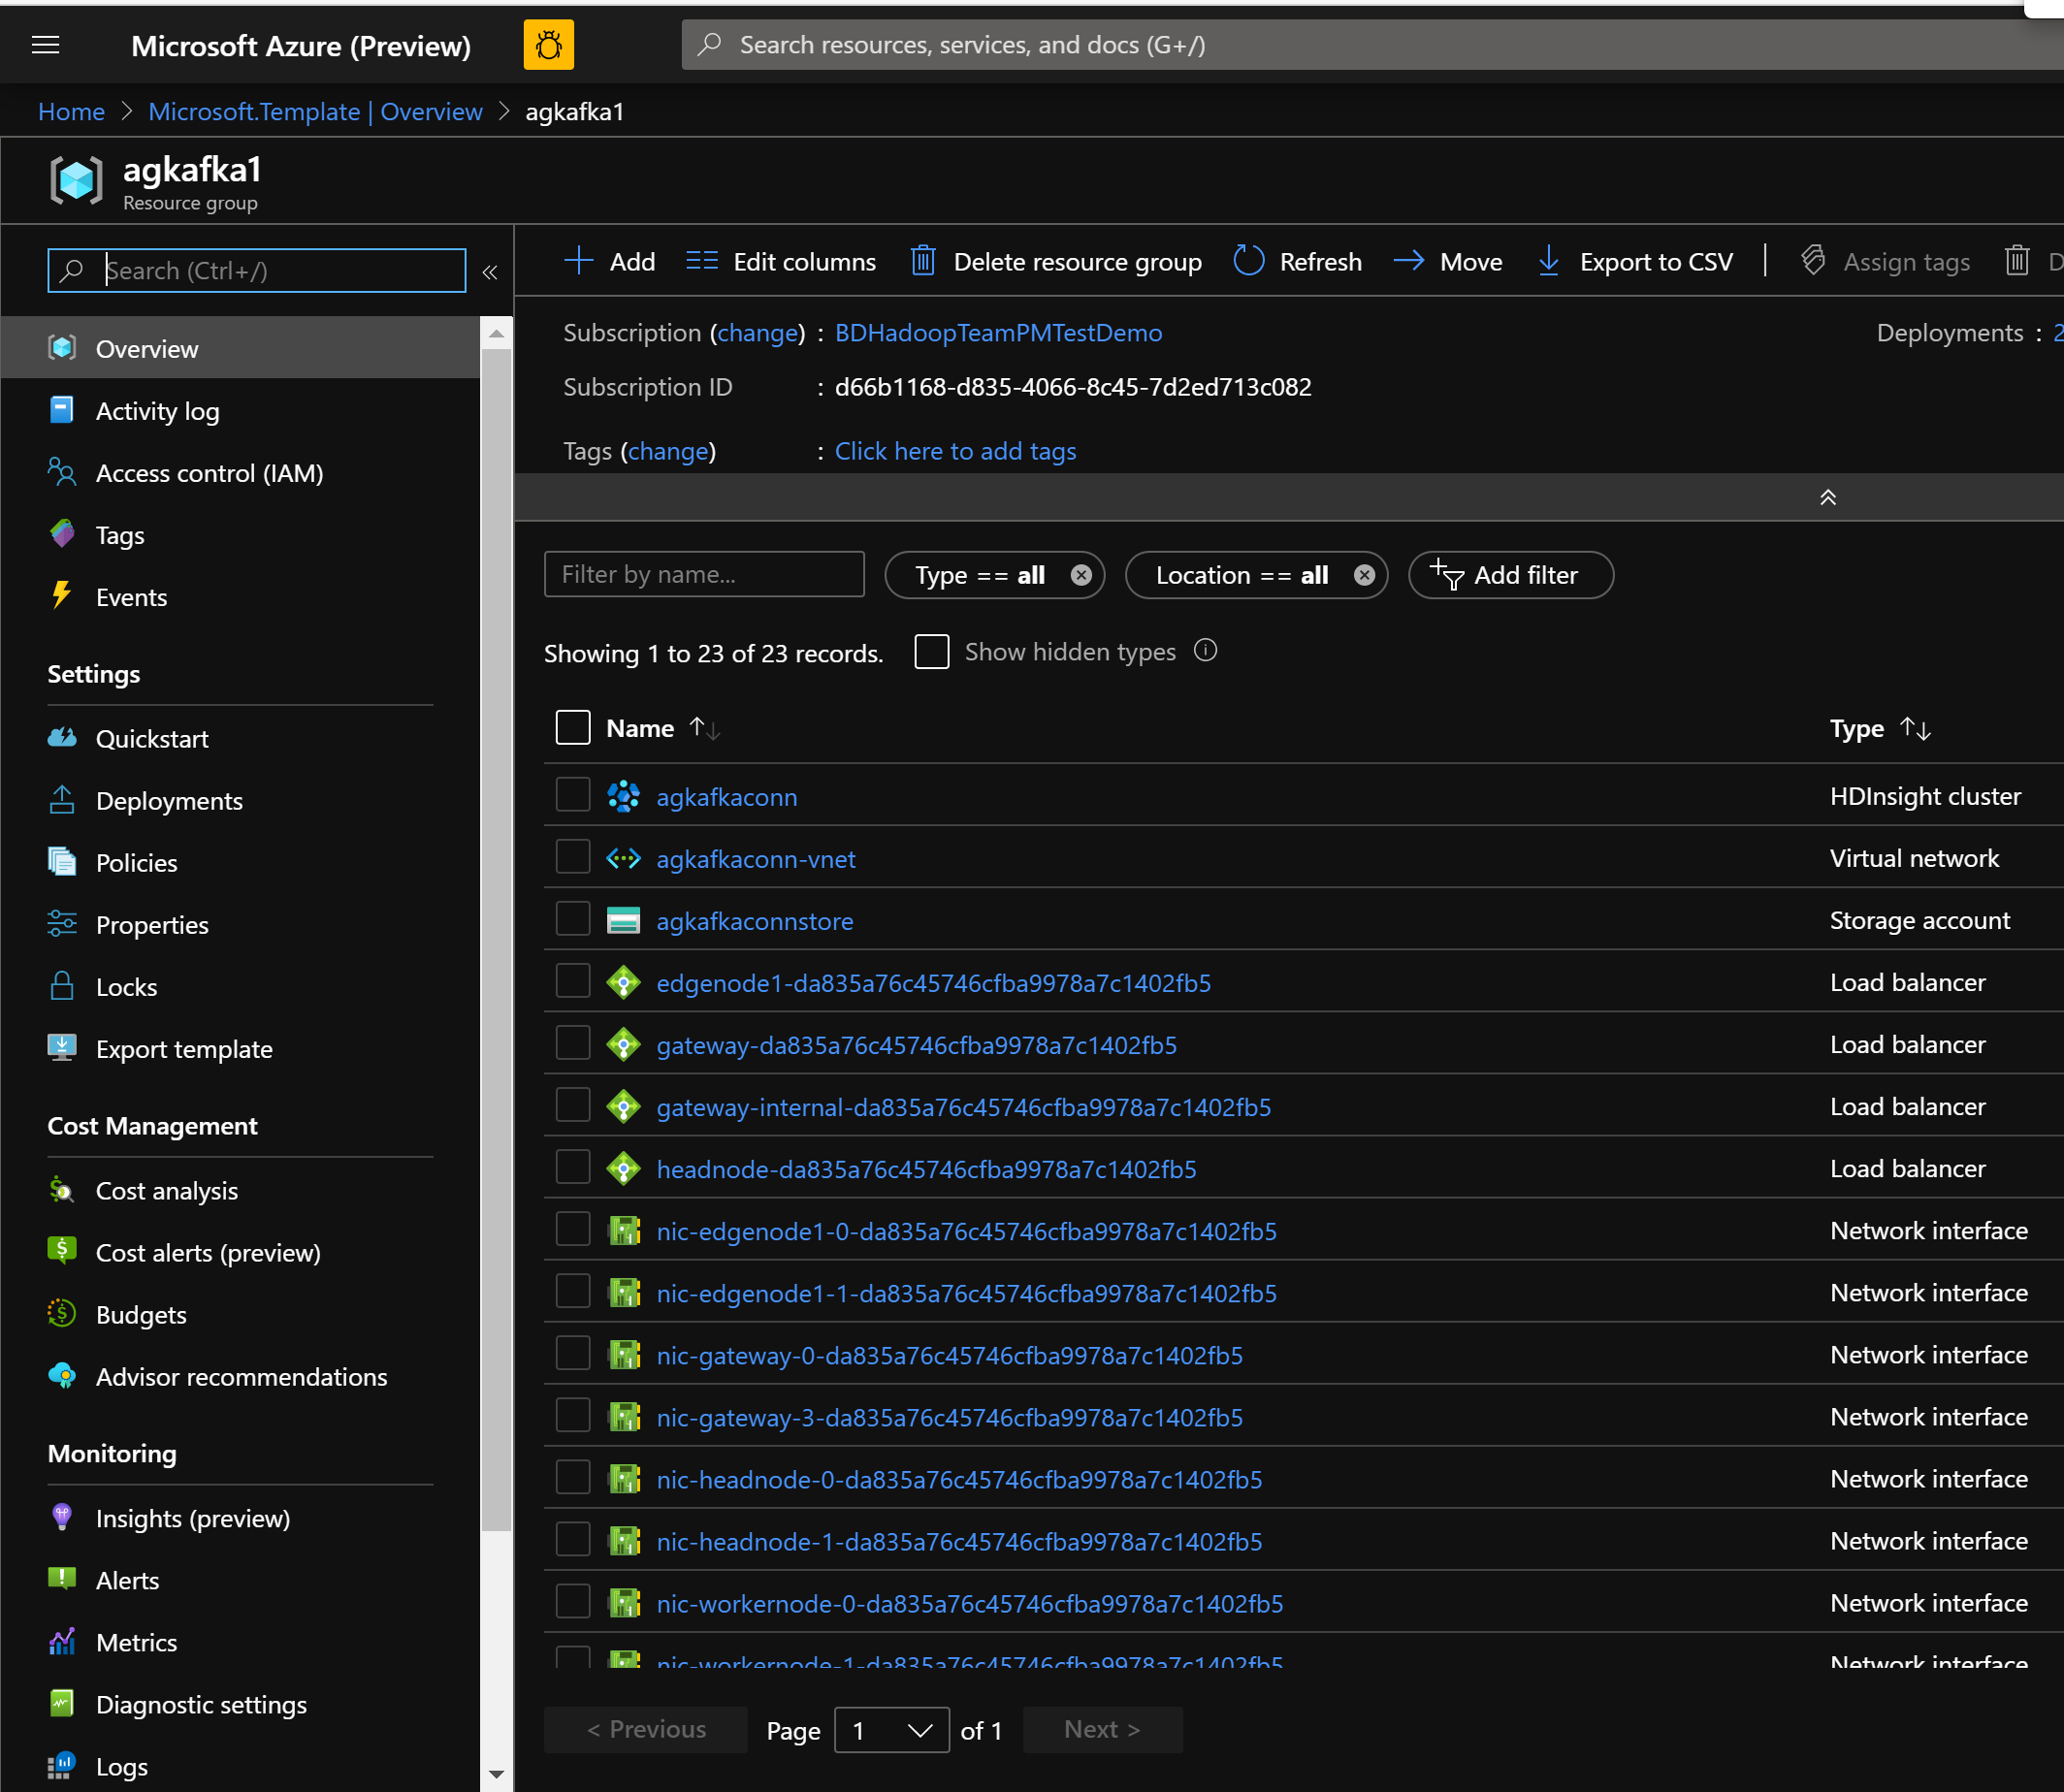 Microsoft Azure (Preview)
Search resources, services, and docs (G+/)
Home > Microsoft.Template | Overview > agkafka1
agkafka1
Resource group
Search (Ctrl+/)
«
Overview
Activity log
Access control (IAM)
Tags
Events
Settings
Quickstart
Deployments
Policies
Properties
Locks
Export template
Cost Management
Cost analysis
Cost alerts (preview)
Budgets
Advisor recommendations
Monitoring
Insights (preview)
Alerts
Metrics
Diagnostic settings
Logs
Add Edit columns Delete resource group Refresh Move Export to CSV Assign tags D
Subscription (change) : BDHadoopTeamPMTestDemo Deployments : 2
Subscription ID : d66b1168-d835-4066-8c45-7d2ed713c082
Tags (change) : Click here to add tags
Filter by name... Type == all Location == all Add filter
Showing 1 to 23 of 23 records. Show hidden types
Name ↑↓ Type ↑↓
agkafkaconn HDInsight cluster
agkafkaconn-vnet Virtual network
agkafkaconnstore Storage account
edgenode1-da835a76c45746cfba9978a7c1402fb5 Load balancer
gateway-da835a76c45746cfba9978a7c1402fb5 Load balancer
gateway-internal-da835a76c45746cfba9978a7c1402fb5 Load balancer
headnode-da835a76c45746cfba9978a7c1402fb5 Load balancer
nic-edgenode1-0-da835a76c45746cfba9978a7c1402fb5 Network interface
nic-edgenode1-1-da835a76c45746cfba9978a7c1402fb5 Network interface
nic-gateway-0-da835a76c45746cfba9978a7c1402fb5 Network interface
nic-gateway-3-da835a76c45746cfba9978a7c1402fb5 Network interface
nic-headnode-0-da835a76c45746cfba9978a7c1402fb5 Network interface
nic-headnode-1-da835a76c45746cfba9978a7c1402fb5 Network interface
nic-workernode-0-da835a76c45746cfba9978a7c1402fb5 Network interface
nic-workernode-1-da835a76c45746cfba9978a7c1402fb5 Network interface
< Previous Page 1 of 1 Next >